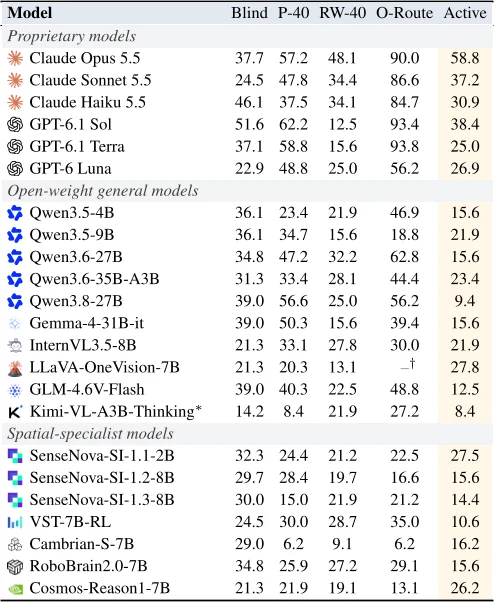 Model Blind P-40 RW-40 O-Route Active
Proprietary models
Claude Opus 5.5 37.7 57.2 48.1 90.0 58.8
Claude Sonnet 5.5 24.5 47.8 34.4 86.6 37.2
Claude Haiku 5.5 46.1 37.5 34.1 84.7 30.9
GPT-6.1 Sol 51.6 62.2 12.5 93.4 38.4
GPT-6.1 Terra 37.1 58.8 15.6 93.8 25.0
GPT-6 Luna 22.9 48.8 25.0 56.2 26.9
Open-weight general models
Qwen3.5-4B 36.1 23.4 21.9 46.9 15.6
Qwen3.5-9B 36.1 34.7 15.6 18.8 21.9
Qwen3.6-27B 34.8 47.2 32.2 62.8 15.6
Qwen3.6-35B-A3B 31.3 33.4 28.1 44.4 23.4
Qwen3.8-27B 39.0 56.6 25.0 56.2 9.4
Gemma-4-31B-it 39.0 50.3 15.6 39.4 15.6
InternVL3.5-8B 21.3 33.1 27.8 30.0 21.9
LLaVA-OneVision-7B 21.3 20.3 13.1 –† 27.8
GLM-4.6V-Flash 39.0 40.3 22.5 48.8 12.5
Kimi-VL-A3B-Thinking* 14.2 8.4 21.9 27.2 8.4
Spatial-specialist models
SenseNova-SI-1.1-2B 32.3 24.4 21.2 22.5 27.5
SenseNova-SI-1.2-8B 29.7 28.4 19.7 16.6 15.6
SenseNova-SI-1.3-8B 30.0 15.0 21.9 21.2 14.4
VST-7B-RL 24.5 30.0 28.7 35.0 10.6
Cambrian-S-7B 29.0 6.2 9.1 6.2 16.2
RoboBrain2.0-7B 34.8 25.9 27.2 29.1 15.6
Cosmos-Reason1-7B 21.3 21.9 19.1 13.1 26.2